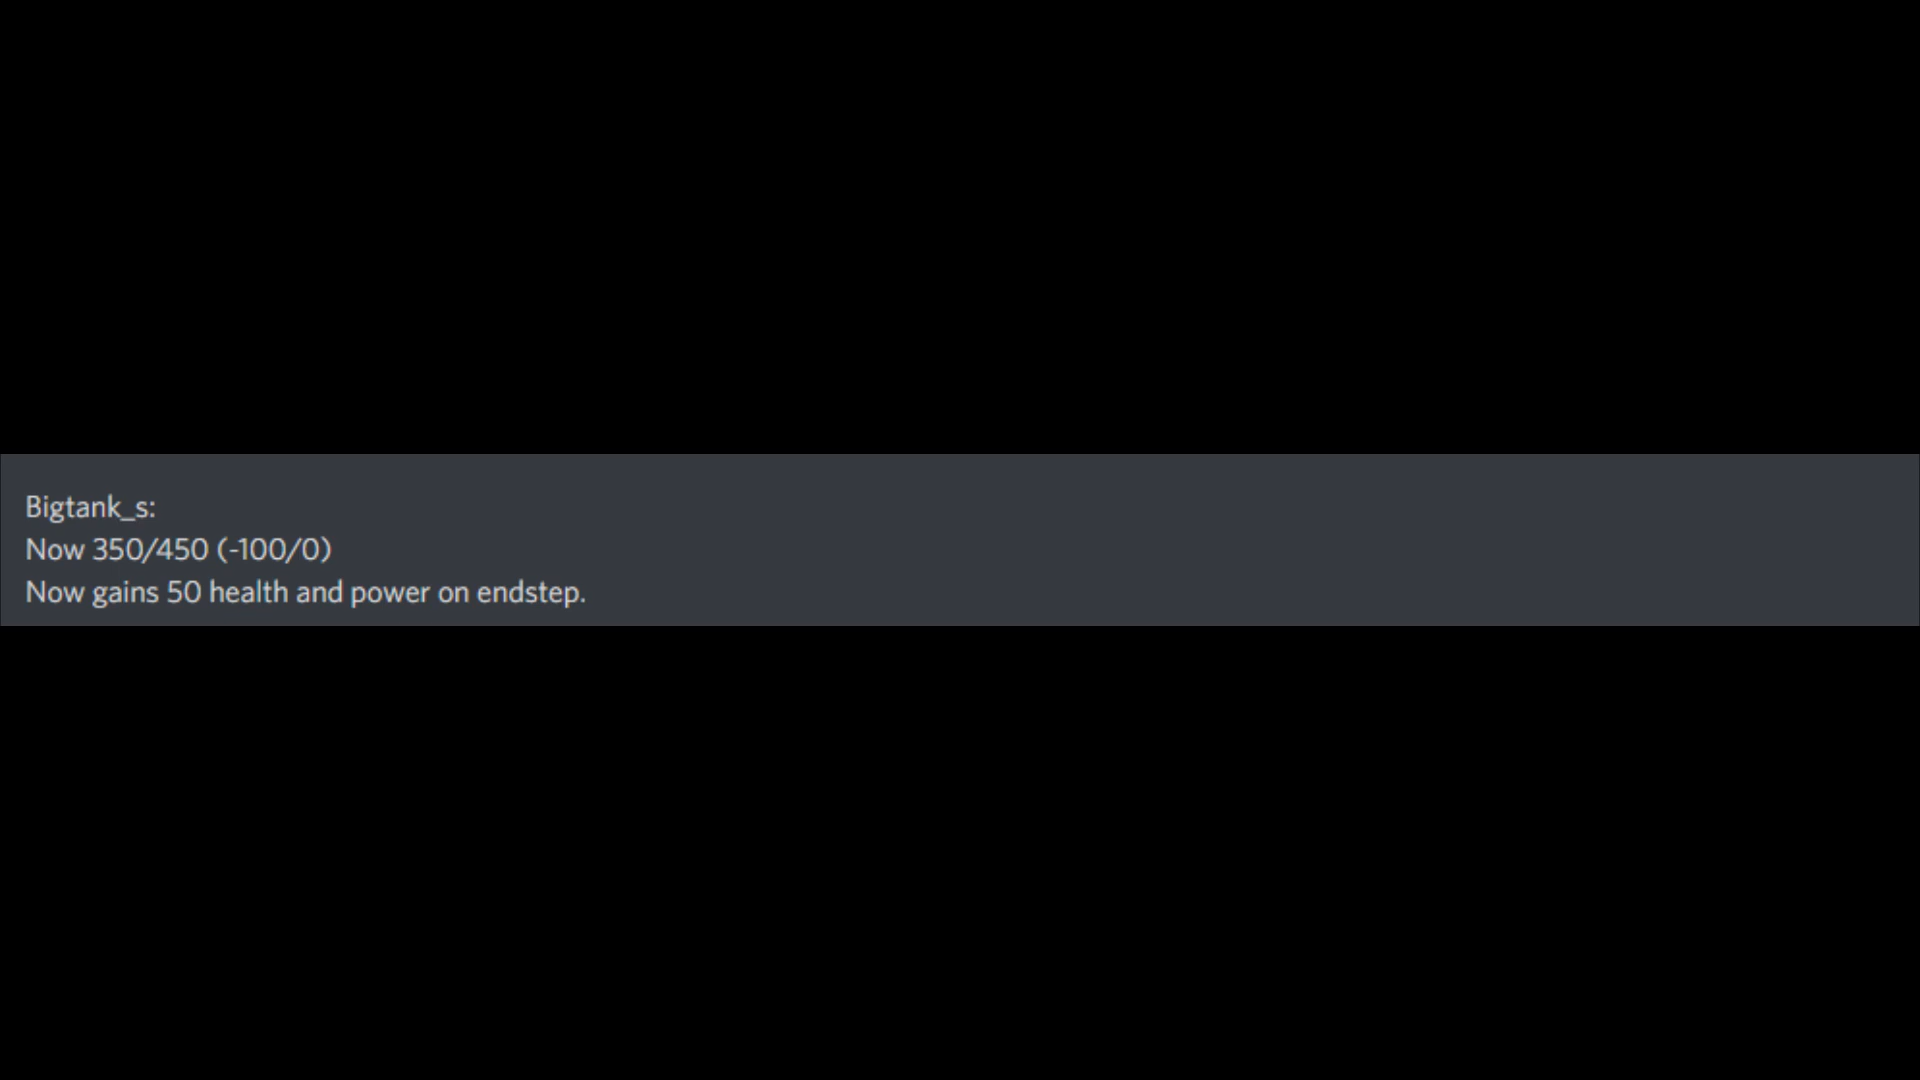 Bigtank_s:
Now 350/450 (-100/0)
Now gains 50 health and power on endstep.